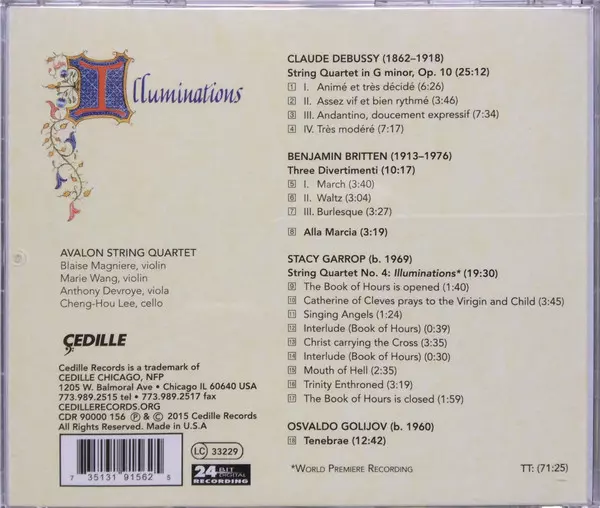 Illuminations
AVALON STRING QUARTET
Blaise Magniere, violin
Marie Wang, violin
Anthony Devroye, viola
Cheng-Hou Lee, cello
ÇEDILLE
Cedille Records is a trademark of
CEDILLE CHICAGO, NFP
1205 W. Balmoral Ave • Chicago IL 60640 USA
773.989.2515 tel • 773.989.2517 fax
CEDILLERECORDS.ORG
CDR 90000 156 ℗ & © 2015 Cedille Records
All Rights Reserved. Made in U.S.A
7 35131 91562 5
LC 33229
24 BIT
DIGITAL
RECORDING
CLAUDE DEBUSSY (1862–1918)
String Quartet in G minor, Op. 10 (25:12)
1 I. Animé et très décidé (6:26)
2 II. Assez vif et bien rythmé (3:46)
3 III. Andantino, doucement expressif (7:34)
4 IV. Très modéré (7:17)
BENJAMIN BRITTEN (1913–1976)
Three Divertimenti (10:17)
5 I. March (3:40)
6 II. Waltz (3:04)
7 III. Burlesque (3:27)
8 Alla Marcia (3:19)
STACY GARROP (b. 1969)
String Quartet No. 4: Illuminations* (19:30)
9 The Book of Hours is opened (1:40)
10 Catherine of Cleves prays to the Virigin and Child (3:45)
11 Singing Angels (1:24)
12 Interlude (Book of Hours) (0:39)
13 Christ carrying the Cross (3:35)
14 Interlude (Book of Hours) (0:30)
15 Mouth of Hell (2:35)
16 Trinity Enthroned (3:19)
17 The Book of Hours is closed (1:59)
OSVALDO GOLIJOV (b. 1960)
18 Tenebrae (12:42)
*WORLD PREMIERE RECORDING
TT: (71:25)